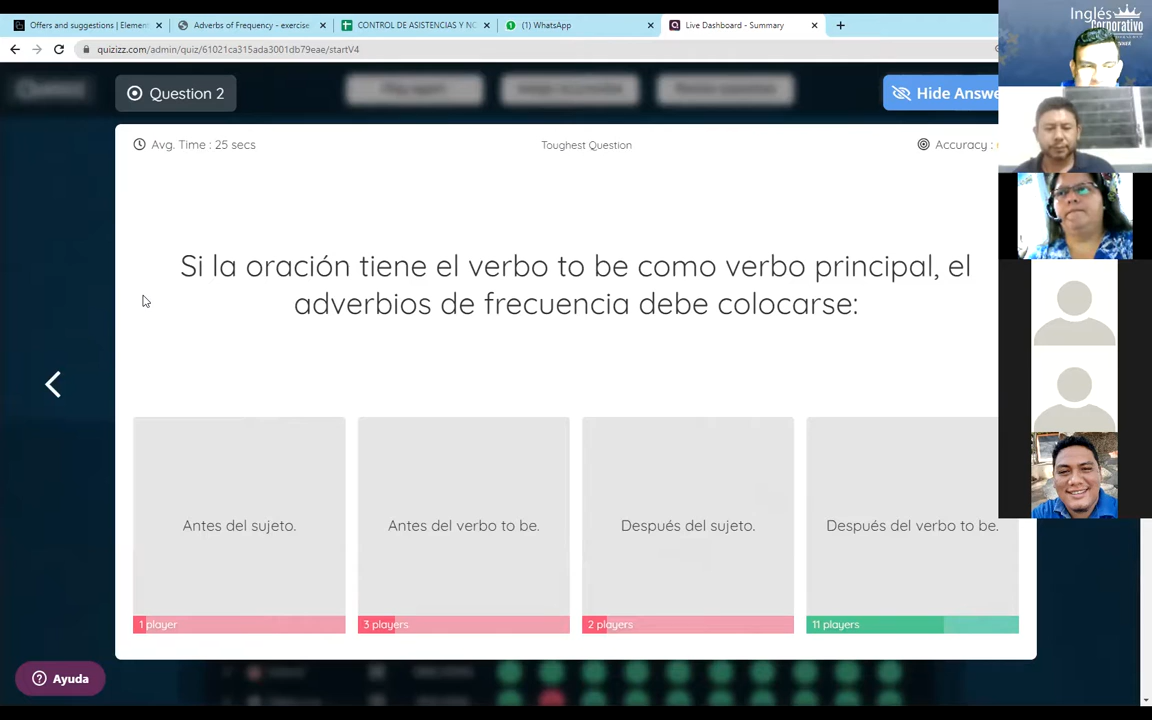 Offers and suggestions | Element
Adverbs of Frequency - exercise
CONTROL DE ASISTENCIAS Y NO
(1) WhatsApp
Live Dashboard - Summary
quizizz.com/admin/quiz/61021ca315ada3001db79eae/startV4
Inglés
Corporativo
Question 2
Hide Answe
Avg. Time : 25 secs
Toughest Question
Accuracy :
Si la oración tiene el verbo to be como verbo principal, el
adverbios de frecuencia debe colocarse:
Antes del sujeto.
Antes del verbo to be.
Después del sujeto.
Después del verbo to be.
1 player
3 players
2 players
11 players
Ayuda